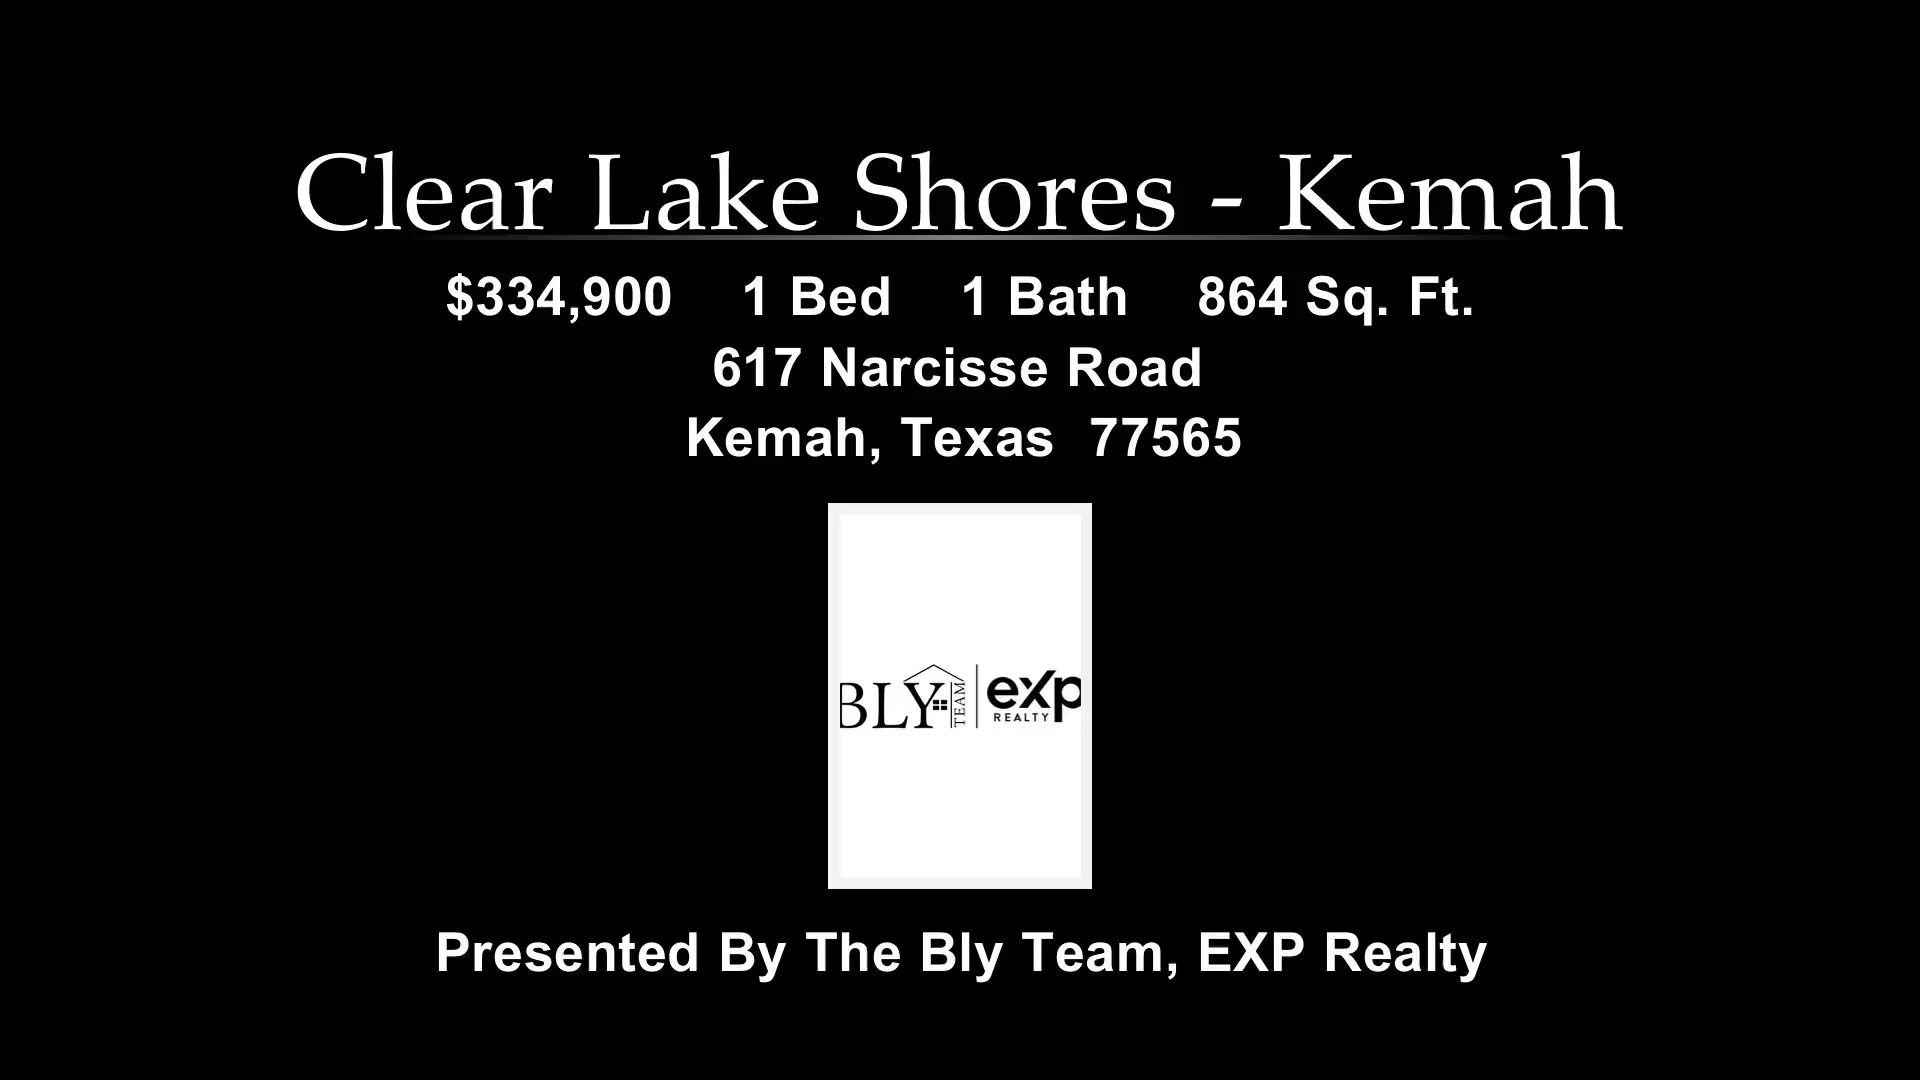 Clear Lake Shores - Kemah
$334,900 1 Bed 1 Bath 864 Sq. Ft.
617 Narcisse Road
Kemah, Texas 77565
BLY TEAM exp
REALTY
Presented By The Bly Team, EXP Realty